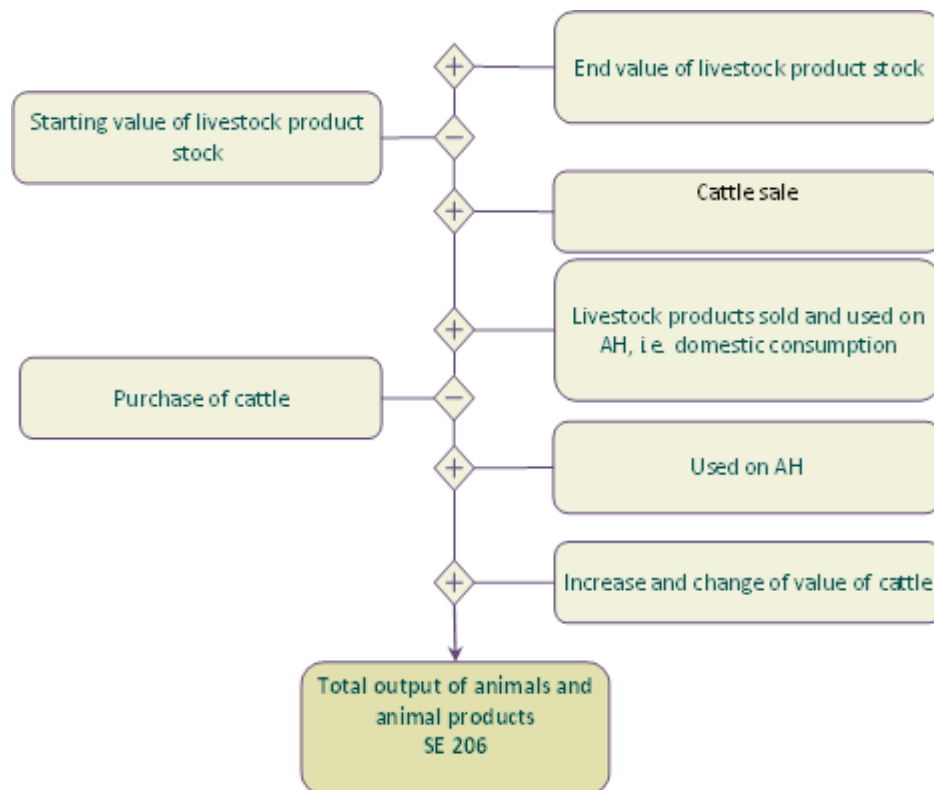 End value of livestock product stock
Starting value of livestock product
stock
Cattle sale
Livestock products sold and used on
AH, i.e. domestic consumption
Purchase of cattle
Used on AH
Increase and change of value of cattle
Total output of animals and
animal products
SE 206